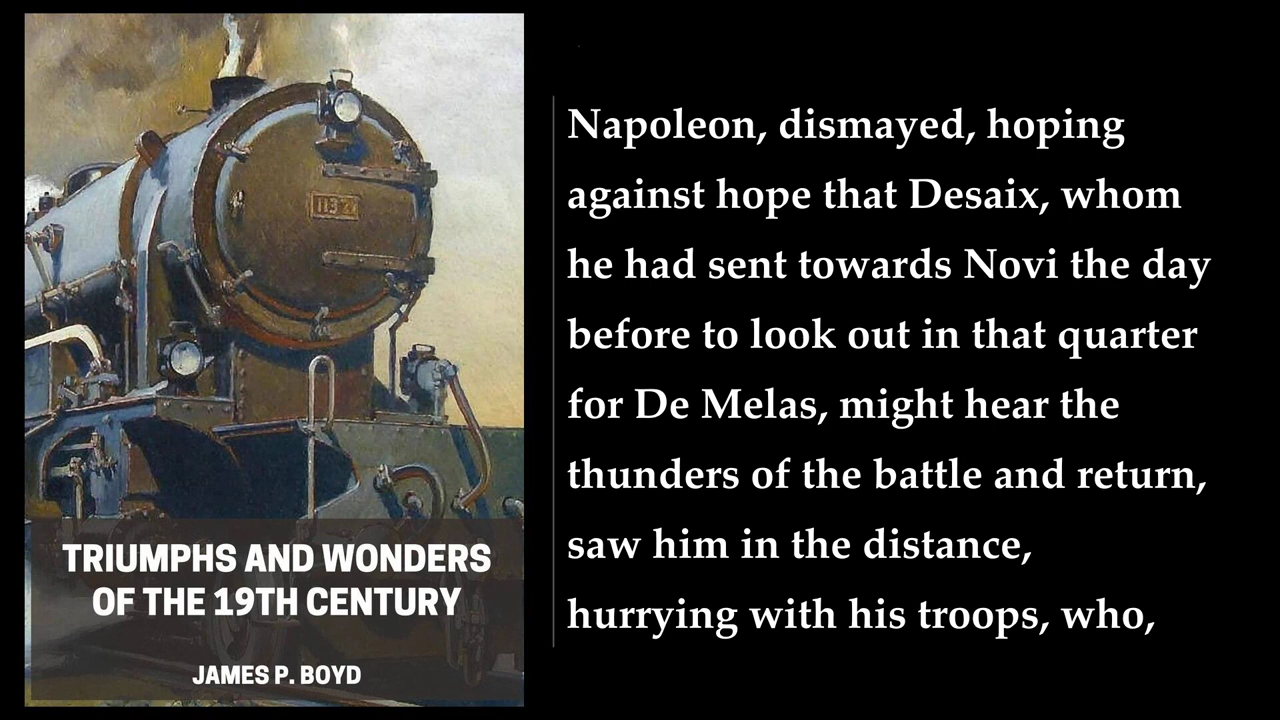 TRIUMPHS AND WONDERS
OF THE 19TH CENTURY
JAMES P. BOYD
Napoleon, dismayed, hoping
against hope that Desaix, whom
he had sent towards Novi the day
before to look out in that quarter
for De Melas, might hear the
thunders of the battle and return,
saw him in the distance,
hurrying with his troops, who,